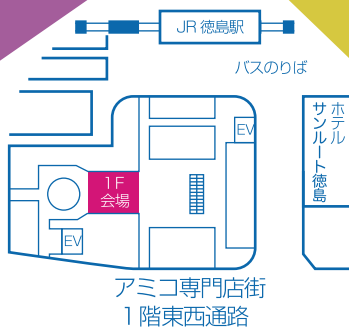 JR 徳島駅
バスのりば
ホテル
サンルート徳島
EV
1F
会場
EV
アミコ専門店街
1階東西通路